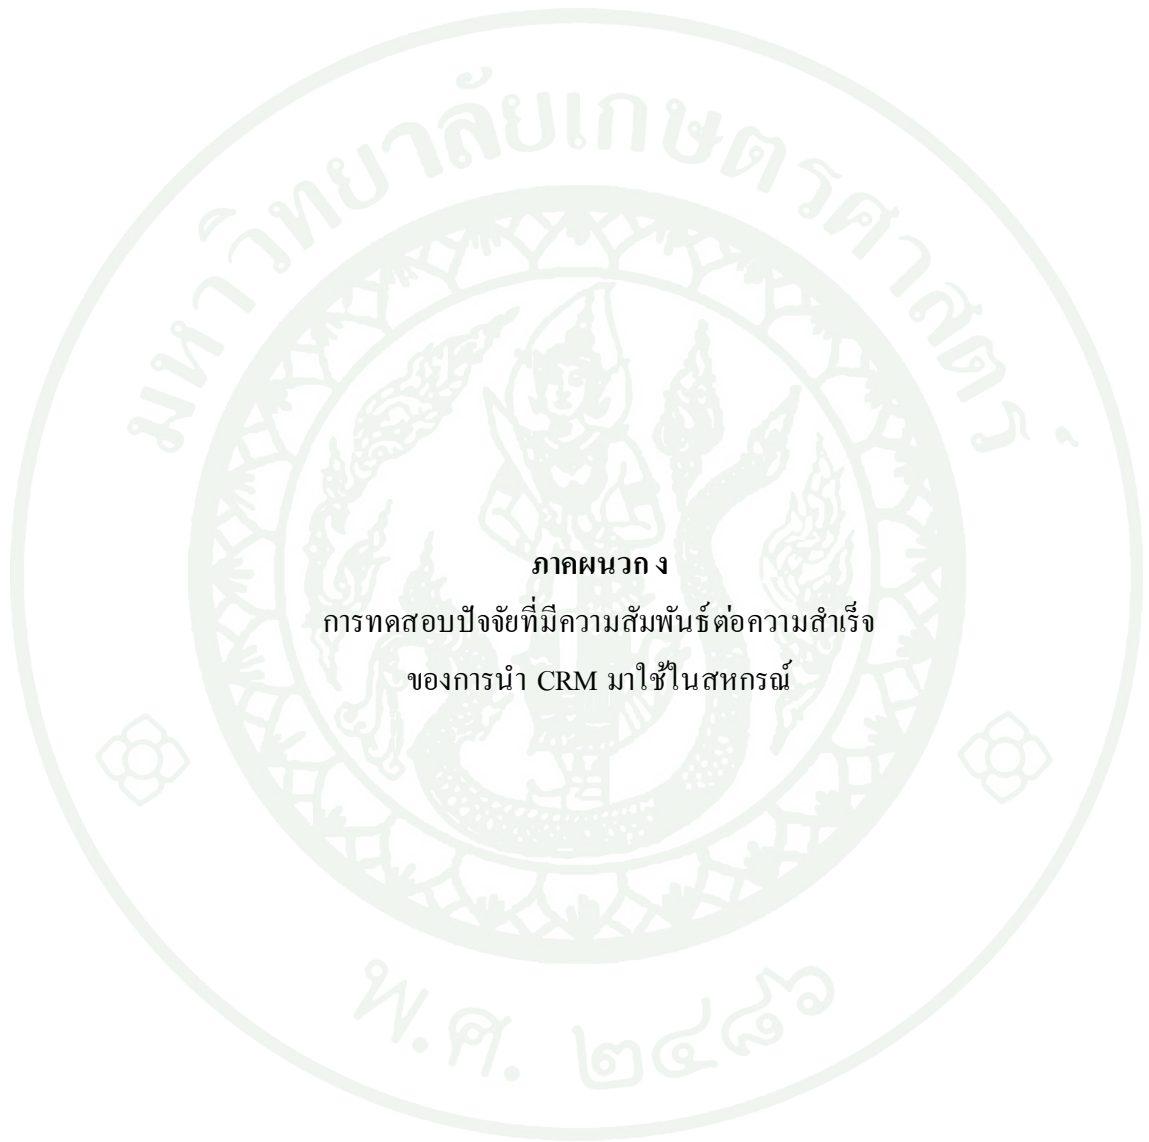 มหาวิทยาลัยเกษตรศาสตร์
ภาคผนวก ง
การทดสอบปัจจัยที่มีความสัมพันธ์ต่อความสำเร็จ
ของการนำ CRM มาใช้ในสหกรณ์
พ.ศ. ๒๔๘๖